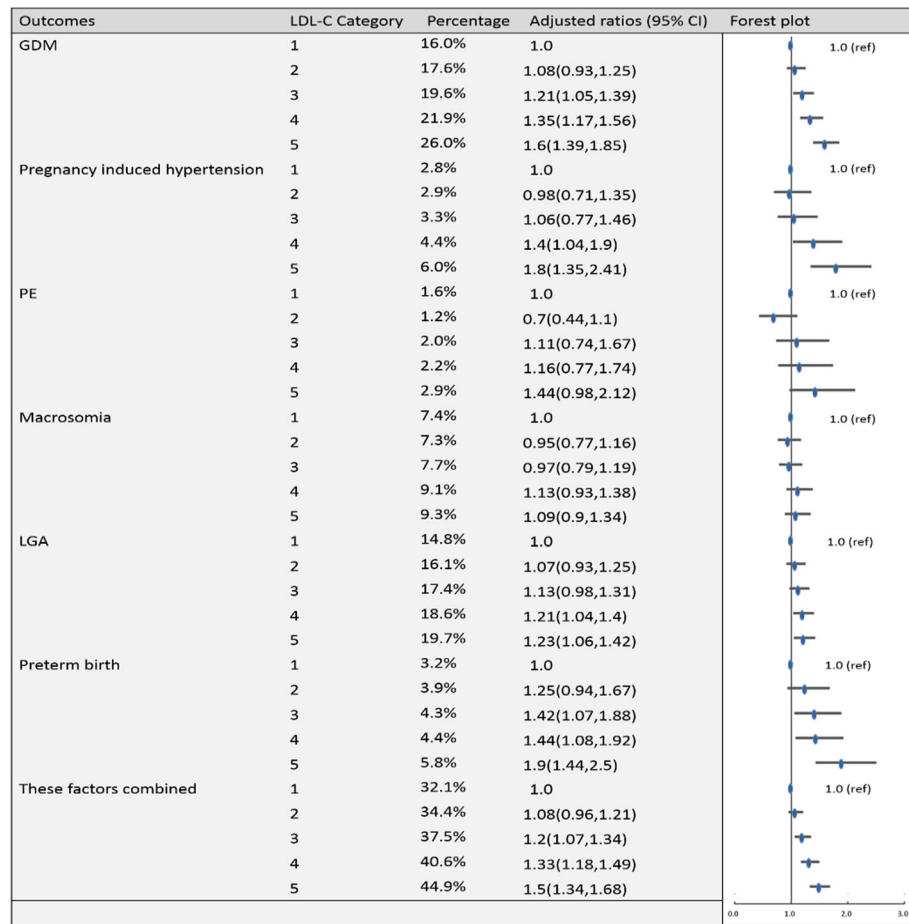 Outcomes LDL-C Category Percentage Adjusted ratios (95% CI) Forest plot
GDM 1 16.0% 1.0 1.0 (ref)
2 17.6% 1.08(0.93,1.25)
3 19.6% 1.21(1.05,1.39)
4 21.9% 1.35(1.17,1.56)
5 26.0% 1.6(1.39,1.85)
Pregnancy induced hypertension 1 2.8% 1.0 1.0 (ref)
2 2.9% 0.98(0.71,1.35)
3 3.3% 1.06(0.77,1.46)
4 4.4% 1.4(1.04,1.9)
5 6.0% 1.8(1.35,2.41)
PE 1 1.6% 1.0 1.0 (ref)
2 1.2% 0.7(0.44,1.1)
3 2.0% 1.11(0.74,1.67)
4 2.2% 1.16(0.77,1.74)
5 2.9% 1.44(0.98,2.12)
Macrosomia 1 7.4% 1.0 1.0 (ref)
2 7.3% 0.95(0.77,1.16)
3 7.7% 0.97(0.79,1.19)
4 9.1% 1.13(0.93,1.38)
5 9.3% 1.09(0.9,1.34)
LGA 1 14.8% 1.0 1.0 (ref)
2 16.1% 1.07(0.93,1.25)
3 17.4% 1.13(0.98,1.31)
4 18.6% 1.21(1.04,1.4)
5 19.7% 1.23(1.06,1.42)
Preterm birth 1 3.2% 1.0 1.0 (ref)
2 3.9% 1.25(0.94,1.67)
3 4.3% 1.42(1.07,1.88)
4 4.4% 1.44(1.08,1.92)
5 5.8% 1.9(1.44,2.5)
These factors combined 1 32.1% 1.0 1.0 (ref)
2 34.4% 1.08(0.96,1.21)
3 37.5% 1.2(1.07,1.34)
4 40.6% 1.33(1.18,1.49)
5 44.9% 1.5(1.34,1.68)
0.0 1.0 2.0 3.0